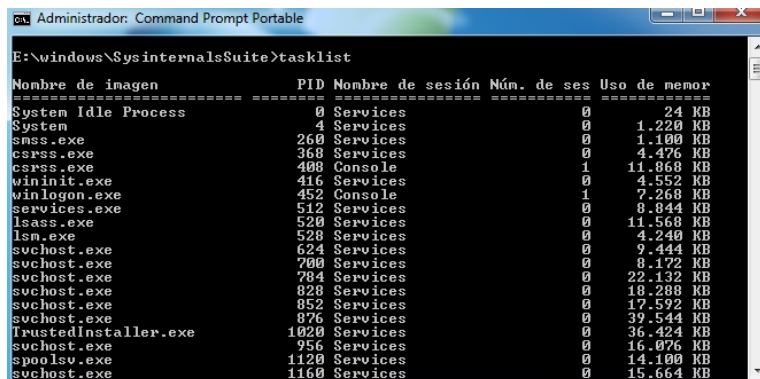 Administrador: Command Prompt Portable
E:\windows\SysinternalsSuite>tasklist
Nombre de imagen PID Nombre de sesión Núm. de ses Uso de memor
========================= ======== ================ =========== ============
System Idle Process 0 Services 0 24 KB
System 4 Services 0 1.220 KB
smss.exe 260 Services 0 1.100 KB
csrss.exe 368 Services 0 4.476 KB
csrss.exe 408 Console 1 11.868 KB
wininit.exe 416 Services 0 4.552 KB
winlogon.exe 452 Console 1 7.268 KB
services.exe 512 Services 0 8.844 KB
lsass.exe 520 Services 0 11.568 KB
lsm.exe 528 Services 0 4.240 KB
svchost.exe 624 Services 0 9.444 KB
svchost.exe 700 Services 0 8.172 KB
svchost.exe 784 Services 0 22.132 KB
svchost.exe 828 Services 0 18.288 KB
svchost.exe 852 Services 0 17.592 KB
svchost.exe 876 Services 0 39.544 KB
TrustedInstaller.exe 1020 Services 0 36.424 KB
svchost.exe 956 Services 0 16.076 KB
spoolsv.exe 1120 Services 0 14.100 KB
svchost.exe 1160 Services 0 15.664 KB